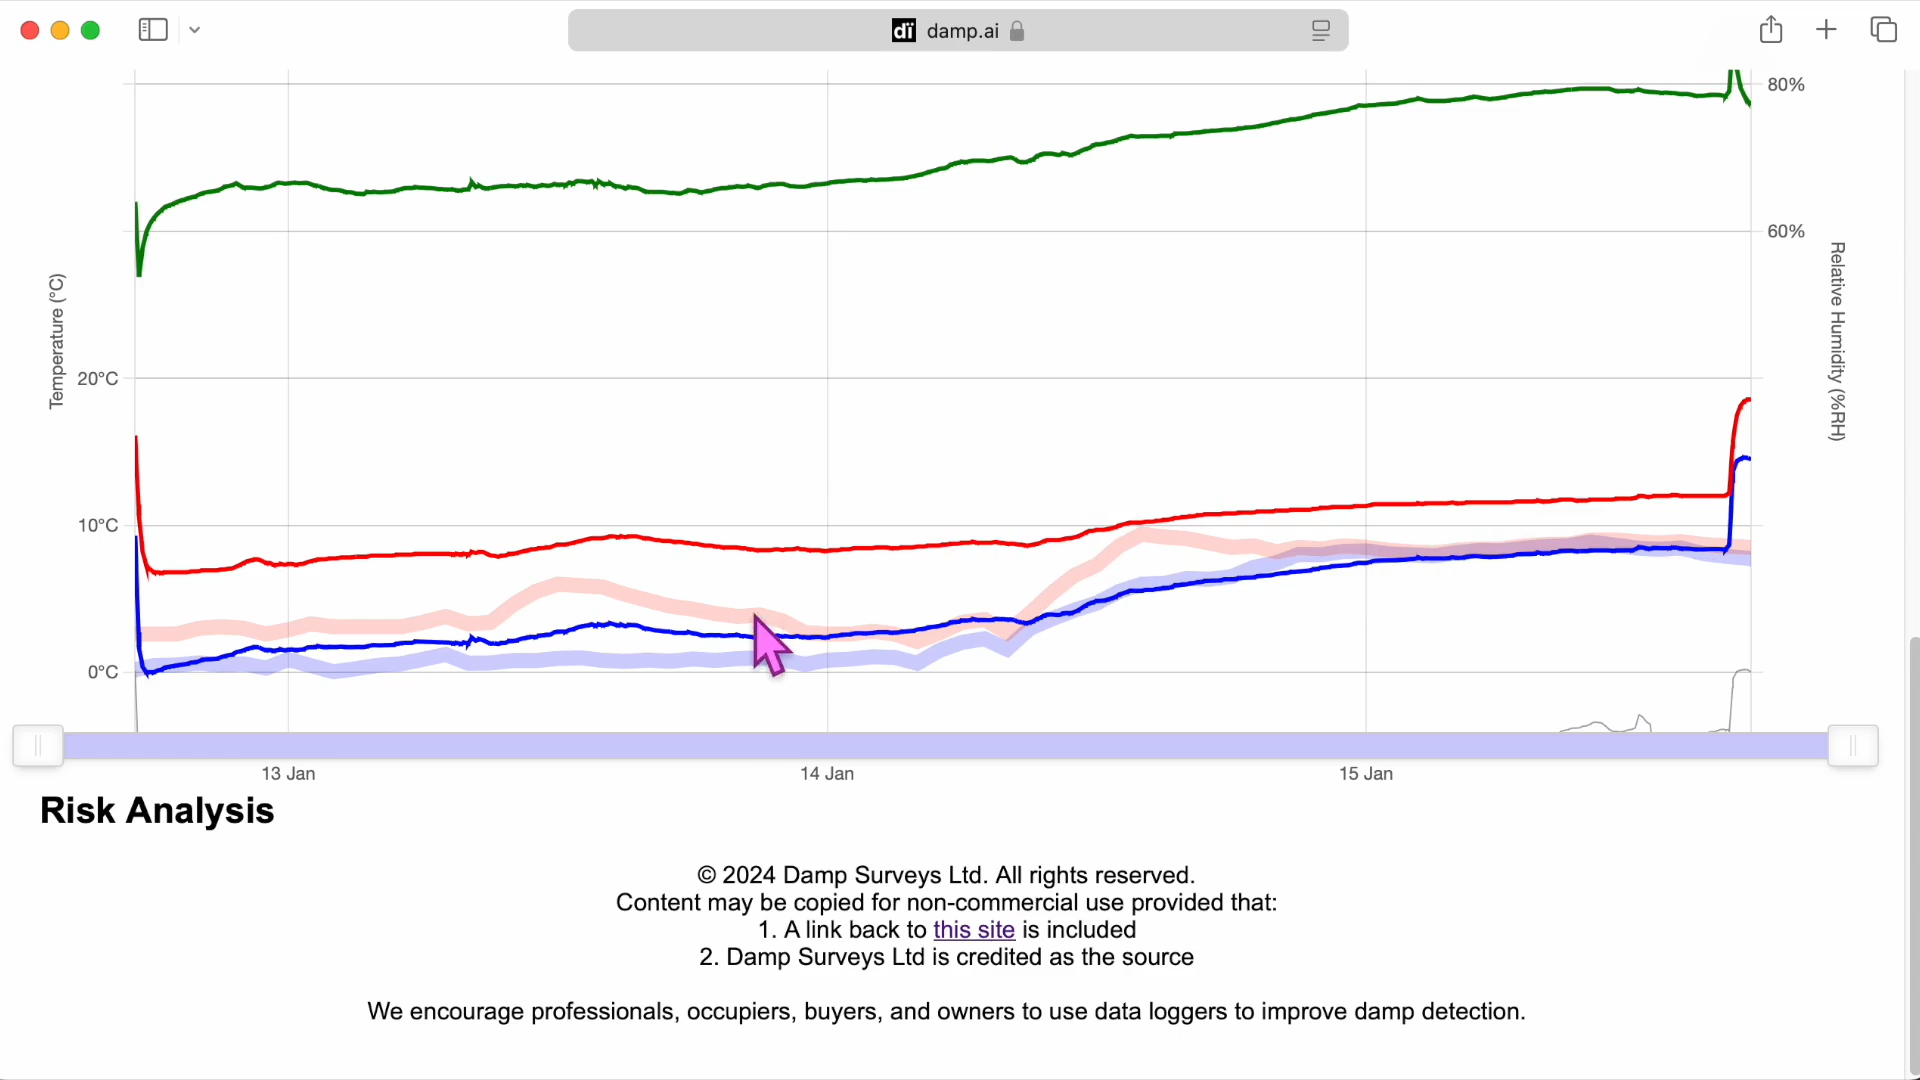 dï damp.ai
80%
60%
Temperature (°C)
Relative Humidity (%RH)
20°C
10°C
0°C
13 Jan
14 Jan
15 Jan
Risk Analysis
© 2024 Damp Surveys Ltd. All rights reserved.
Content may be copied for non-commercial use provided that:
1. A link back to this site is included
2. Damp Surveys Ltd is credited as the source
We encourage professionals, occupiers, buyers, and owners to use data loggers to improve damp detection.